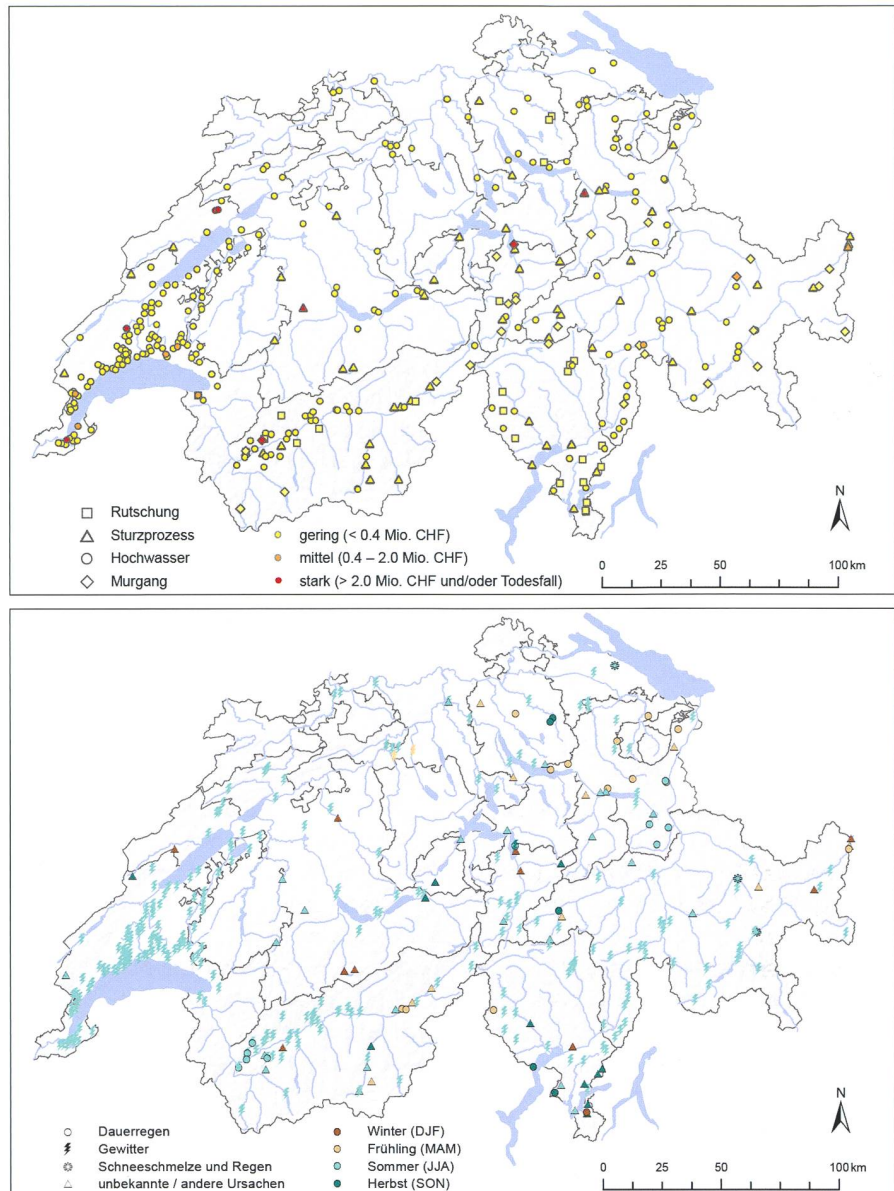 N
Rutschung
Sturzprozess gering (< 0.4 Mio. CHF)
Hochwasser mittel (0.4 – 2.0 Mio. CHF)
Murgang stark (> 2.0 Mio. CHF und/oder Todesfall)
0 25 50 100 km
N
Dauerregen Winter (DJF)
Gewitter Frühling (MAM)
Schneeschmelze und Regen Sommer (JJA)
unbekannte / andere Ursachen Herbst (SON)
0 25 50 100 km